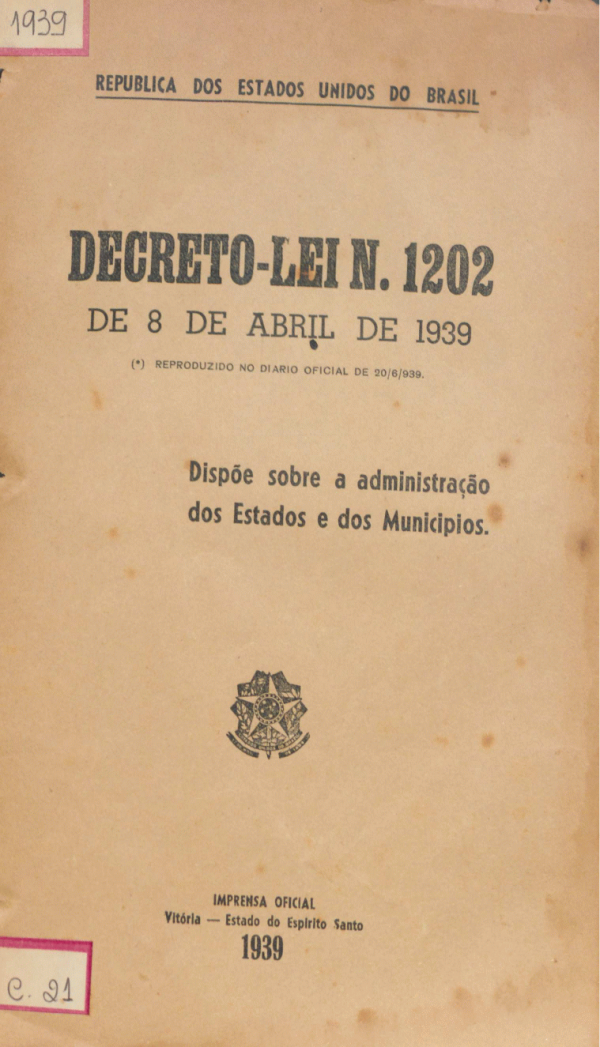 1939
REPUBLICA DOS ESTADOS UNIDOS DO BRASIL
DECRETO-LEI N. 1202
DE 8 DE ABRIL DE 1939
(*) REPRODUZIDO NO DIARIO OFICIAL DE 20/6/939.
Dispõe sobre a administração
dos Estados e dos Municipios.
IMPRENSA OFICIAL
Vitória — Estado do Espirito Santo
1939
C. 21